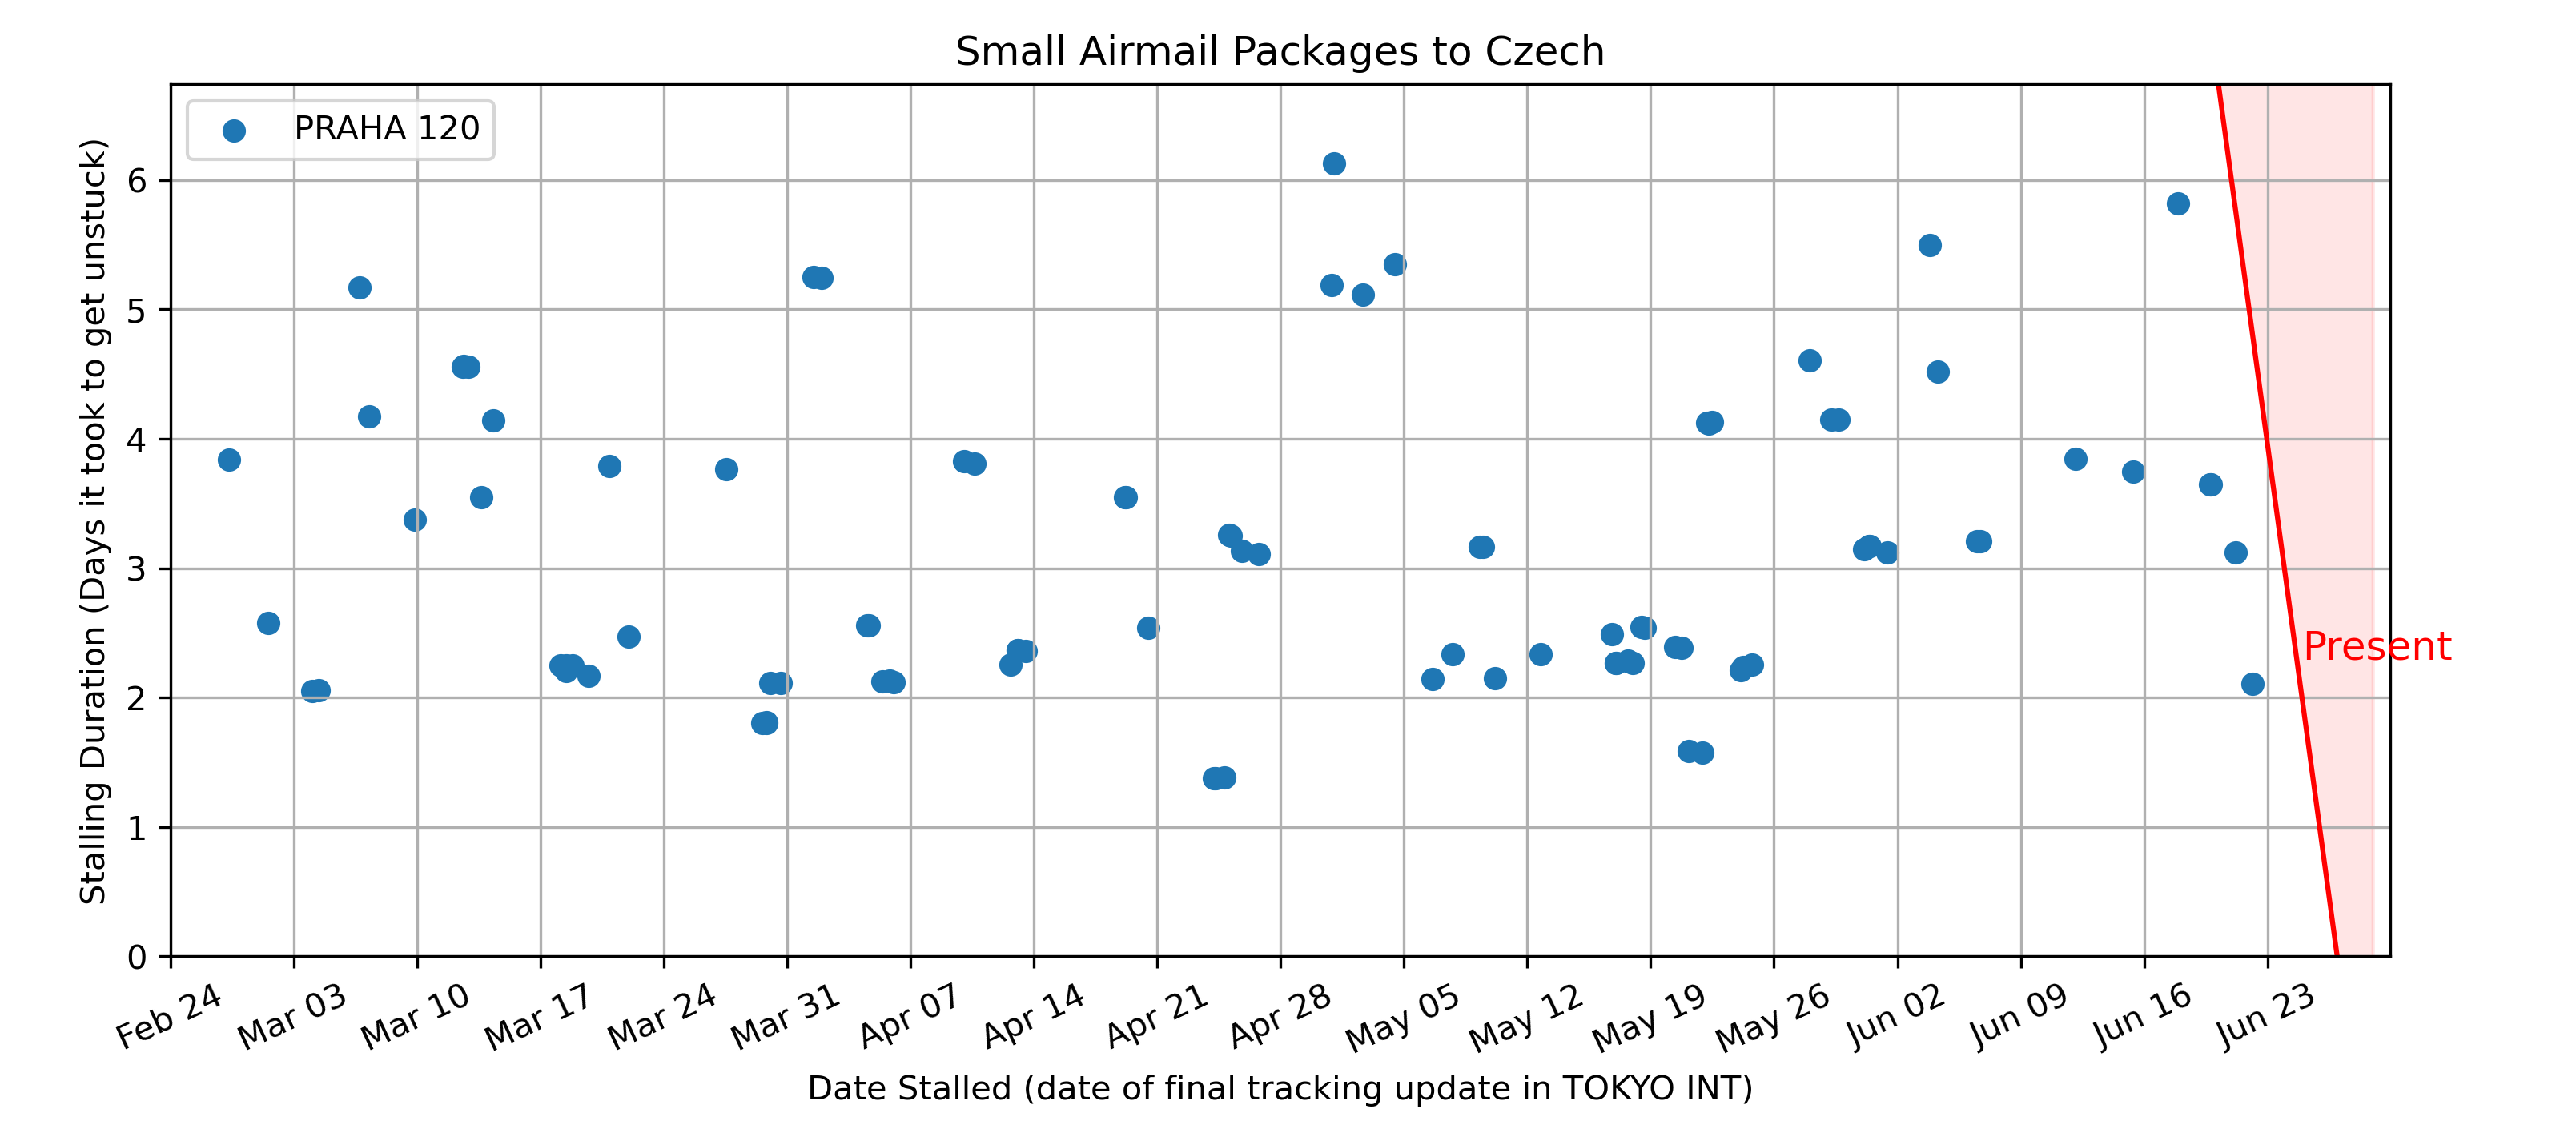 Small Airmail Packages to Czech
PRAHA 120
Stalling Duration (Days it took to get unstuck)
6
5
4
3
2
1
0
Present
Feb 24
Mar 03
Mar 10
Mar 17
Mar 24
Mar 31
Apr 07
Apr 14
Apr 21
Apr 28
May 05
May 12
May 19
May 26
Jun 02
Jun 09
Jun 16
Jun 23
Date Stalled (date of final tracking update in TOKYO INT)